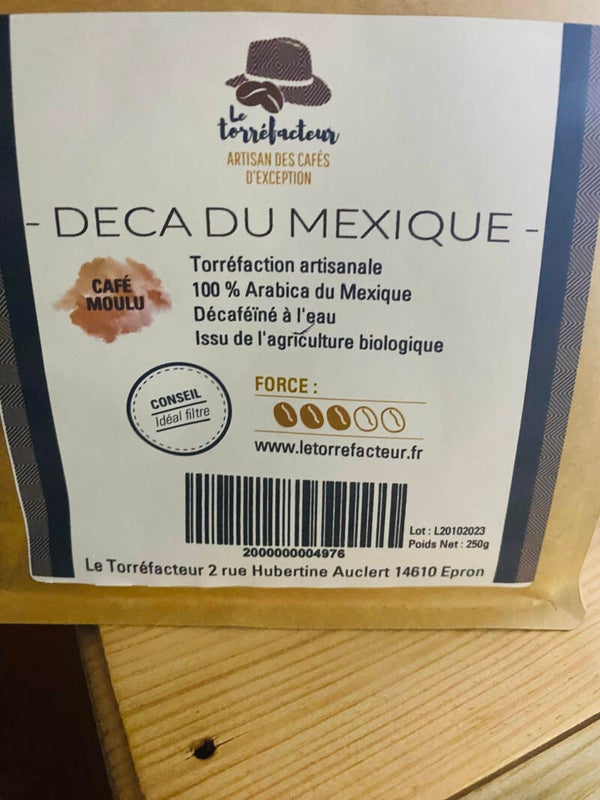 Le
torréfacteur
ARTISAN DES CAFÉS
D'EXCEPTION
- DECA DU MEXIQUE -
CAFÉ
MOULU
Torréfaction artisanale
100 % Arabica du Mexique
Décaféïné à l'eau
Issu de l'agriculture biologique
CONSEIL
Idéal filtre
FORCE :
www.letorrefacteur.fr
2000000004976
Lot : L20102023
Poids Net : 250g
Le Torréfacteur 2 rue Hubertine Auclert 14610 Epron